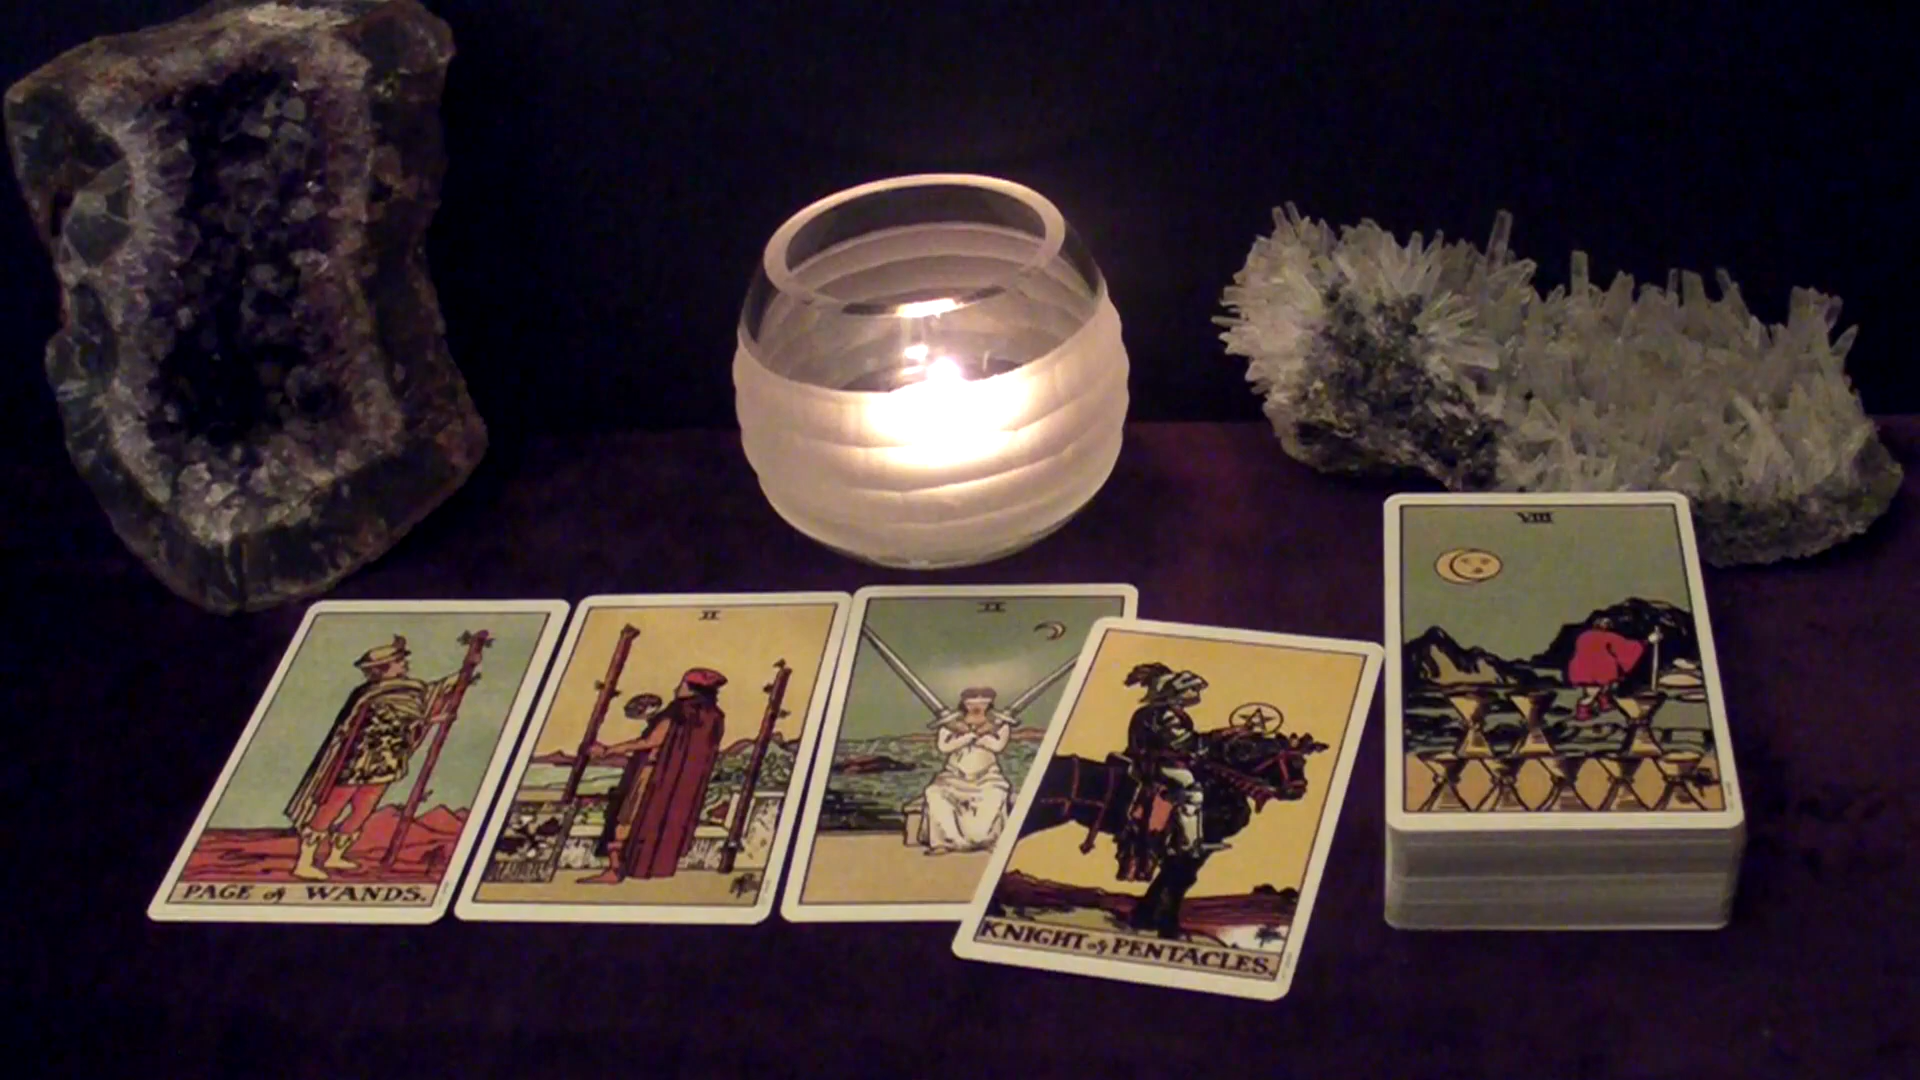 PAGE of WANDS.
II
II
KNIGHT of PENTACLES.
VIII